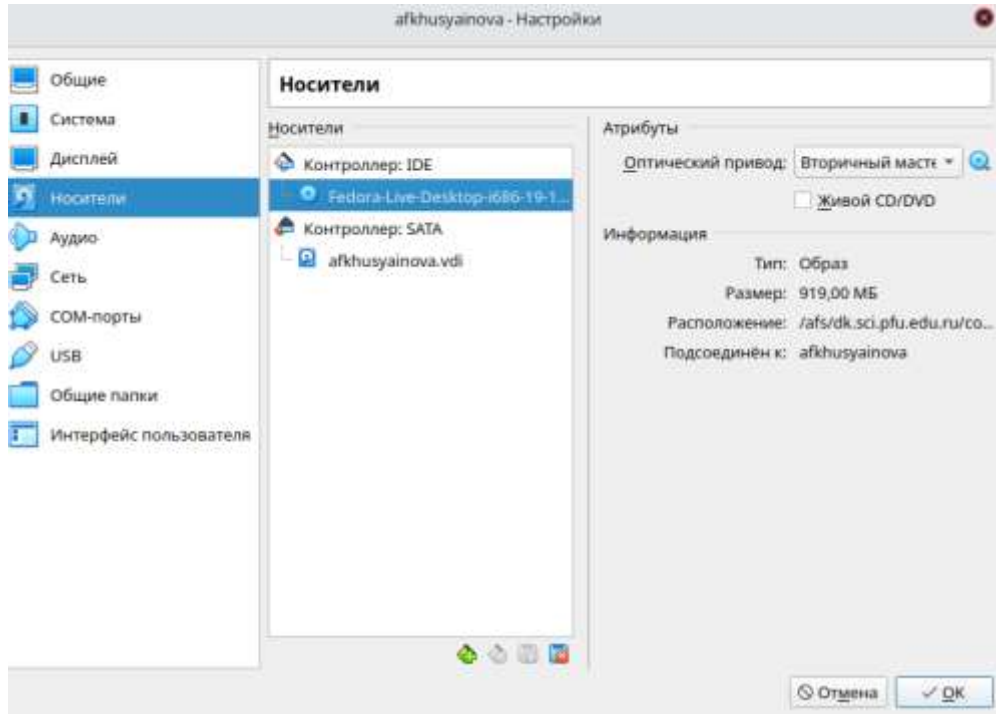 afkhusyainova - Настройки
Общие
Система
Дисплей
Носители
Аудио
Сеть
COM-порты
USB
Общие папки
Интерфейс пользователя
Носители
Носители
Контроллер: IDE
Fedora-Live-Desktop-i686-19-1...
Контроллер: SATA
afkhusyainova.vdi
Атрибуты
Оптический привод: Вторичный масте
Живой CD/DVD
Информация
Тип: Образ
Размер: 919,00 МБ
Расположение: /afs/dk.sci.pfu.edu.ru/co...
Подсоединён к: afkhusyainova
Отмена
OK